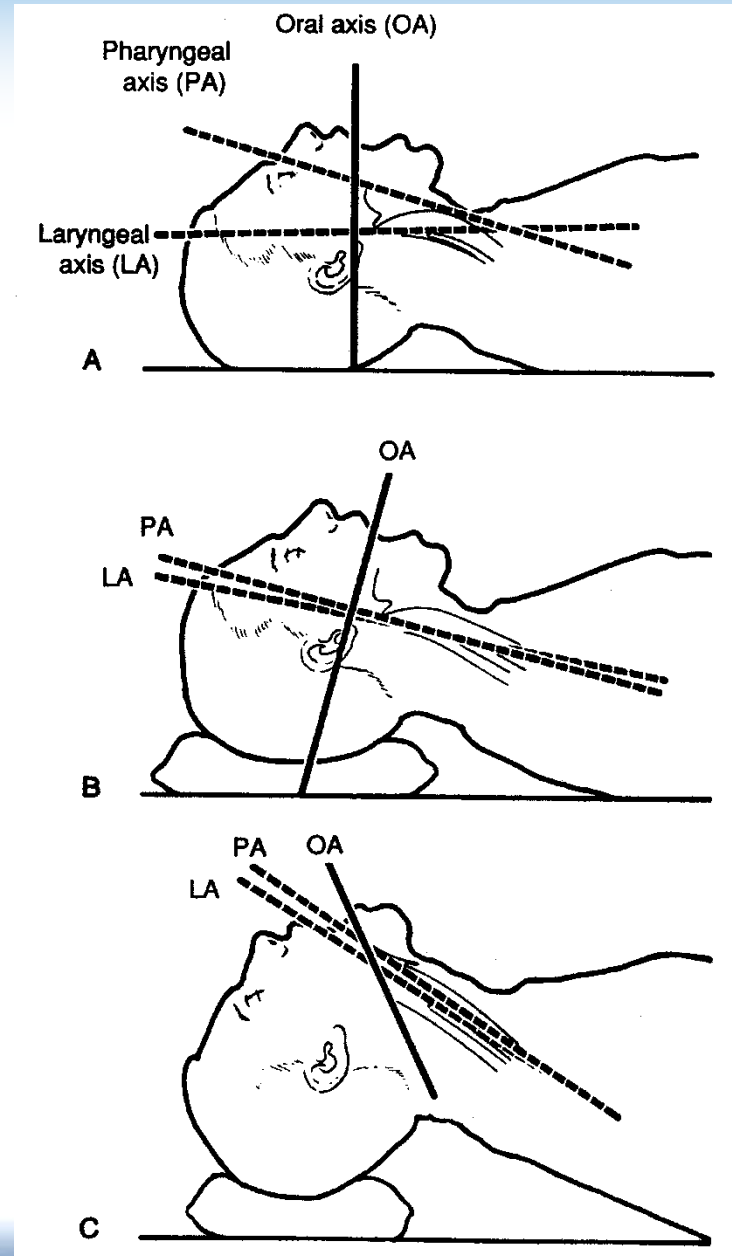 Oral axis (OA)
Pharyngeal
axis (PA)
Laryngeal
axis (LA)
A
OA
PA
LA
B
PA OA
LA
C